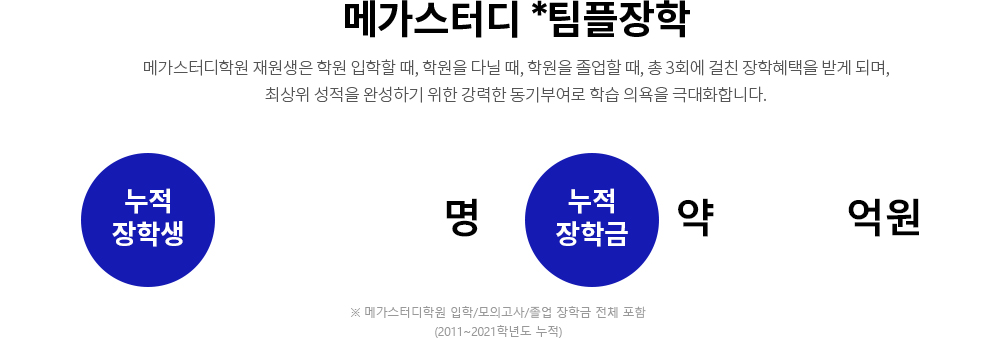 메가스터디 *팀플장학
메가스터디학원 재원생은 학원 입학할 때, 학원을 다닐 때, 학원을 졸업할 때, 총 3회에 걸친 장학혜택을 받게 되며,
최상위 성적을 완성하기 위한 강력한 동기부여로 학습 의욕을 극대화합니다.
누적
장학생
명
누적
장학금
약 억원
※ 메가스터디학원 입학/모의고사/졸업 장학금 전체 포함
(2011~2021학년도 누적)